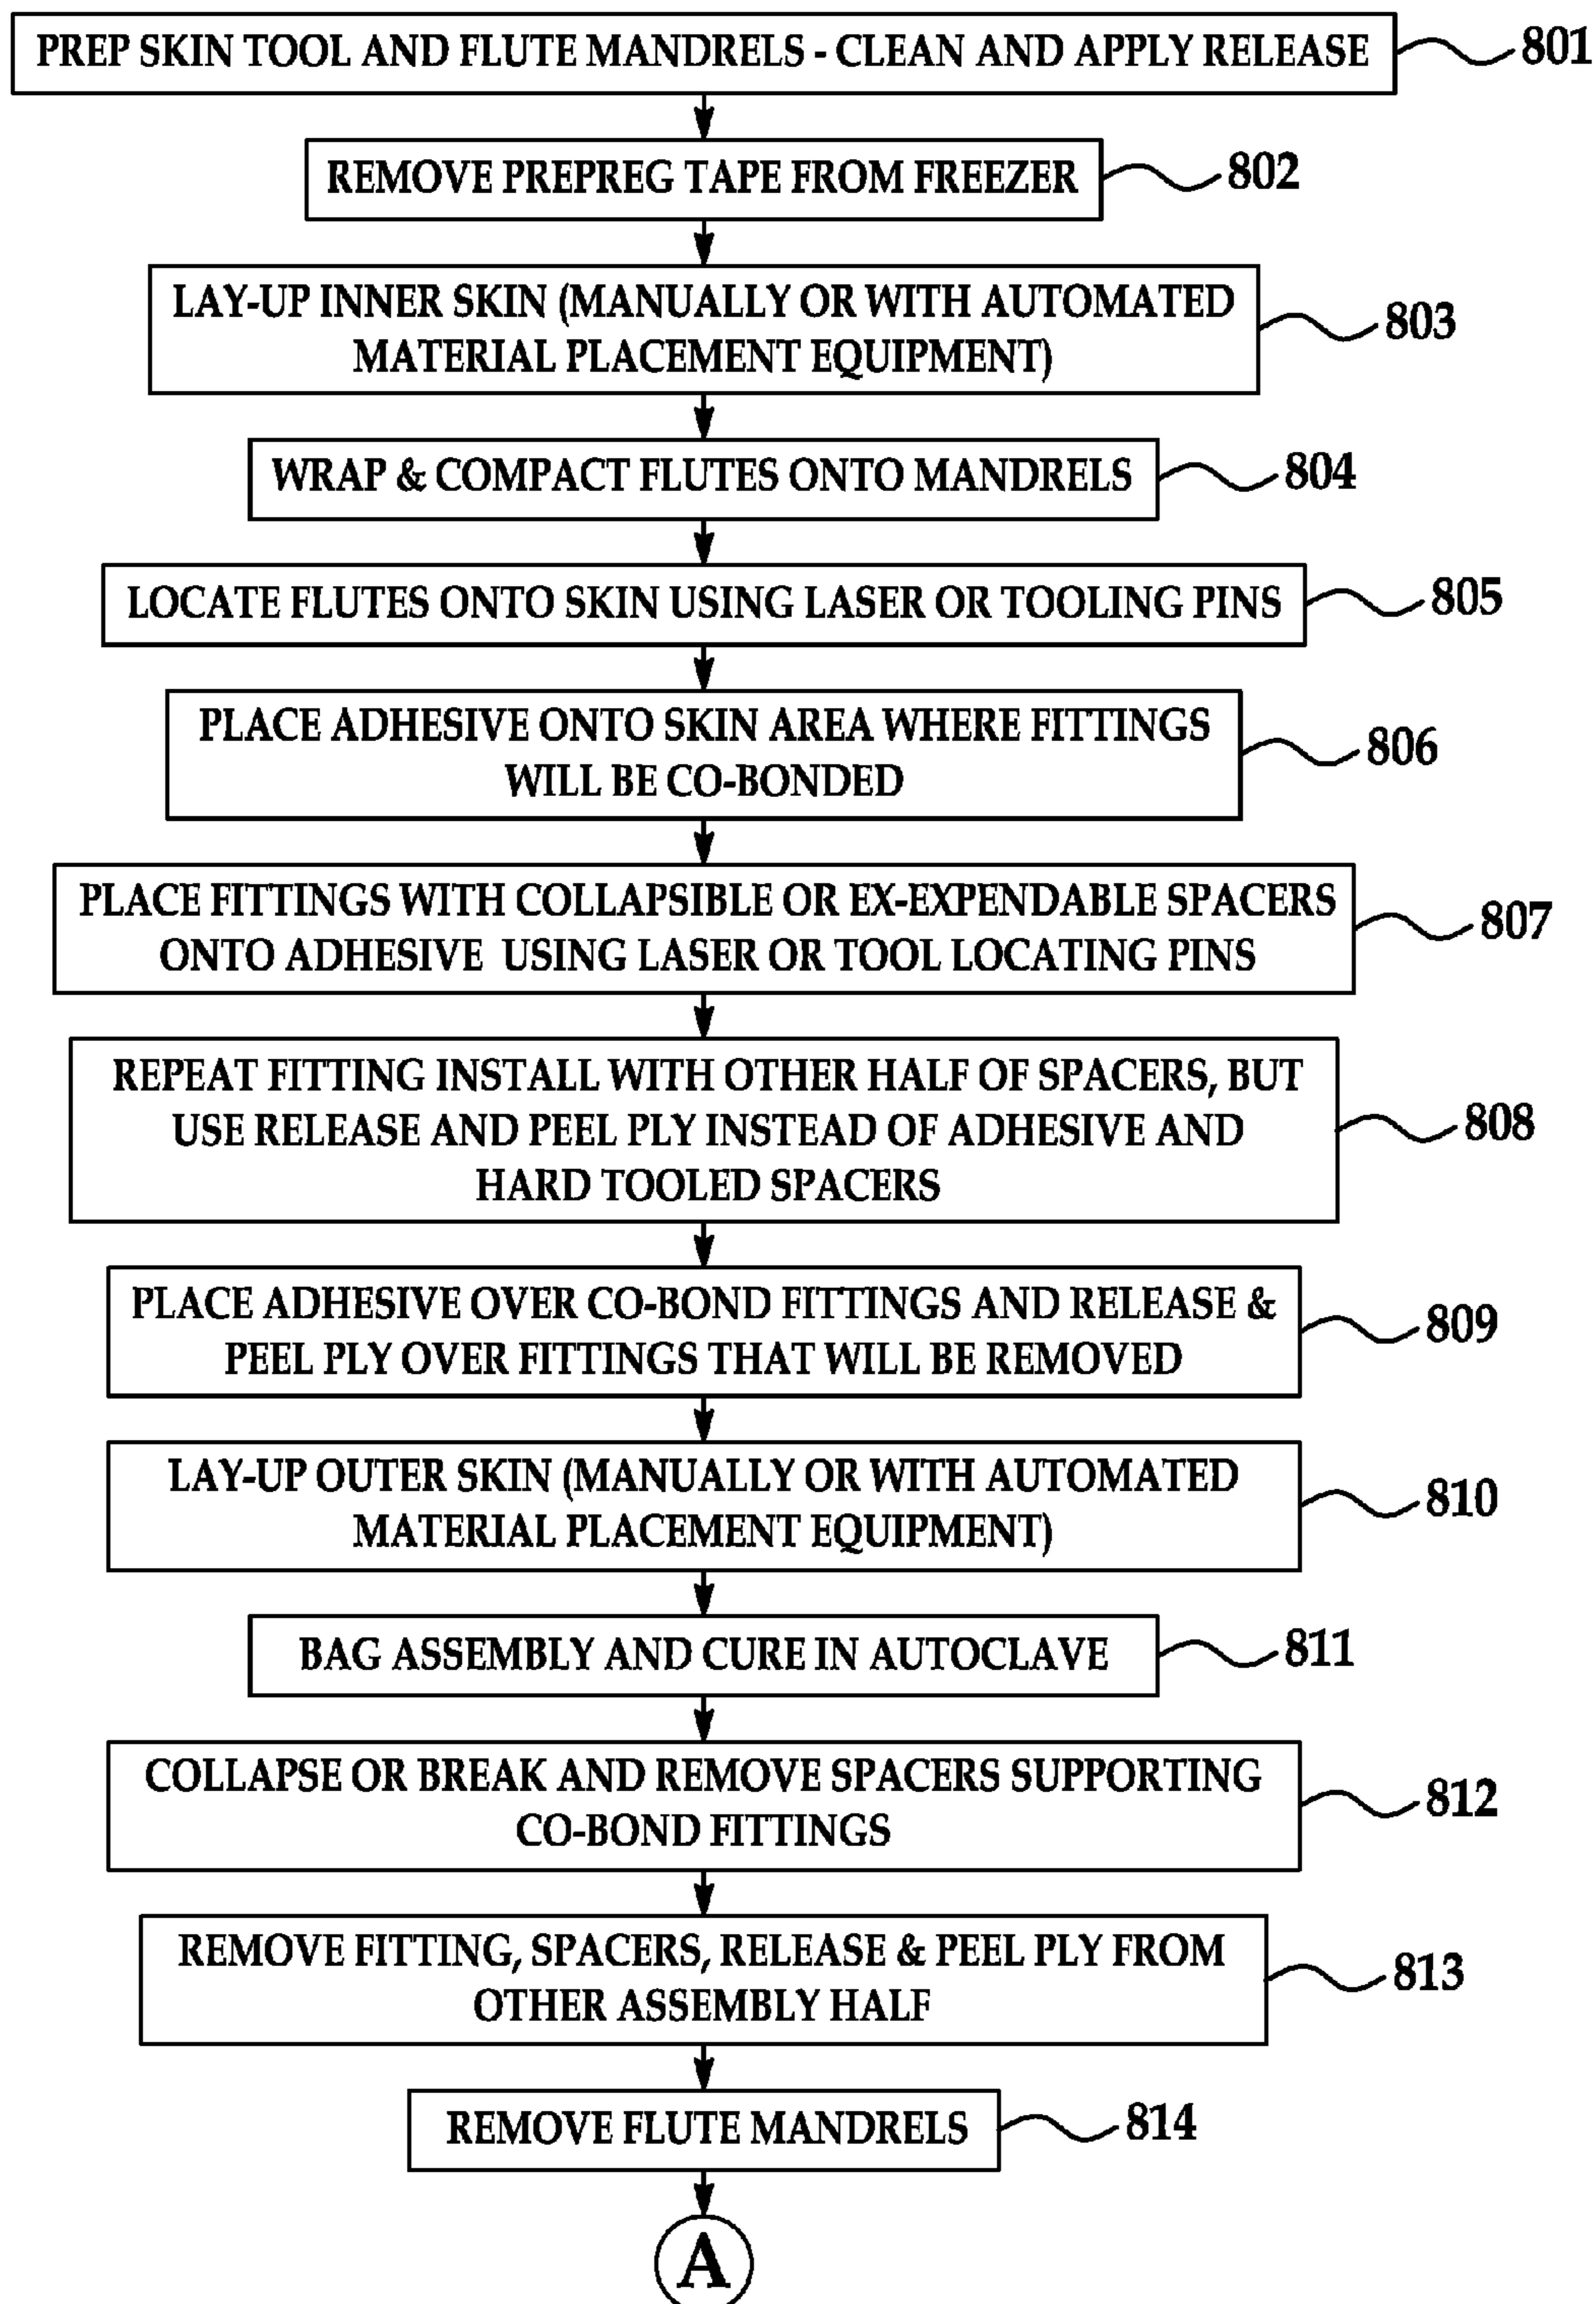 PREP SKIN TOOL AND FLUTE MANDRELS - CLEAN AND APPLY RELEASE
801
REMOVE PREPREG TAPE FROM FREEZER
802
LAY-UP INNER SKIN (MANUALLY OR WITH AUTOMATED
MATERIAL PLACEMENT EQUIPMENT)
803
WRAP & COMPACT FLUTES ONTO MANDRELS
804
LOCATE FLUTES ONTO SKIN USING LASER OR TOOLING PINS
805
PLACE ADHESIVE ONTO SKIN AREA WHERE FITTINGS
WILL BE CO-BONDED
806
PLACE FITTINGS WITH COLLAPSIBLE OR EX-EXPENDABLE SPACERS
ONTO ADHESIVE USING LASER OR TOOL LOCATING PINS
807
REPEAT FITTING INSTALL WITH OTHER HALF OF SPACERS, BUT
USE RELEASE AND PEEL PLY INSTEAD OF ADHESIVE AND
HARD TOOLED SPACERS
808
PLACE ADHESIVE OVER CO-BOND FITTINGS AND RELEASE &
PEEL PLY OVER FITTINGS THAT WILL BE REMOVED
809
LAY-UP OUTER SKIN (MANUALLY OR WITH AUTOMATED
MATERIAL PLACEMENT EQUIPMENT)
810
BAG ASSEMBLY AND CURE IN AUTOCLAVE
811
COLLAPSE OR BREAK AND REMOVE SPACERS SUPPORTING
CO-BOND FITTINGS
812
REMOVE FITTING, SPACERS, RELEASE & PEEL PLY FROM
OTHER ASSEMBLY HALF
813
REMOVE FLUTE MANDRELS
814
A